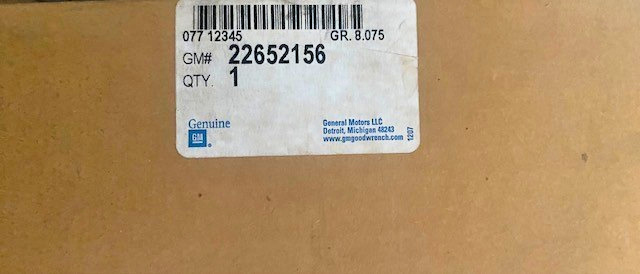 077 12345 GR. 8.075
GM# 22652156
QTY. 1
Genuine
GM
General Motors LLC
Detroit, Michigan 48243
www.gmgoodwrench.com
1207